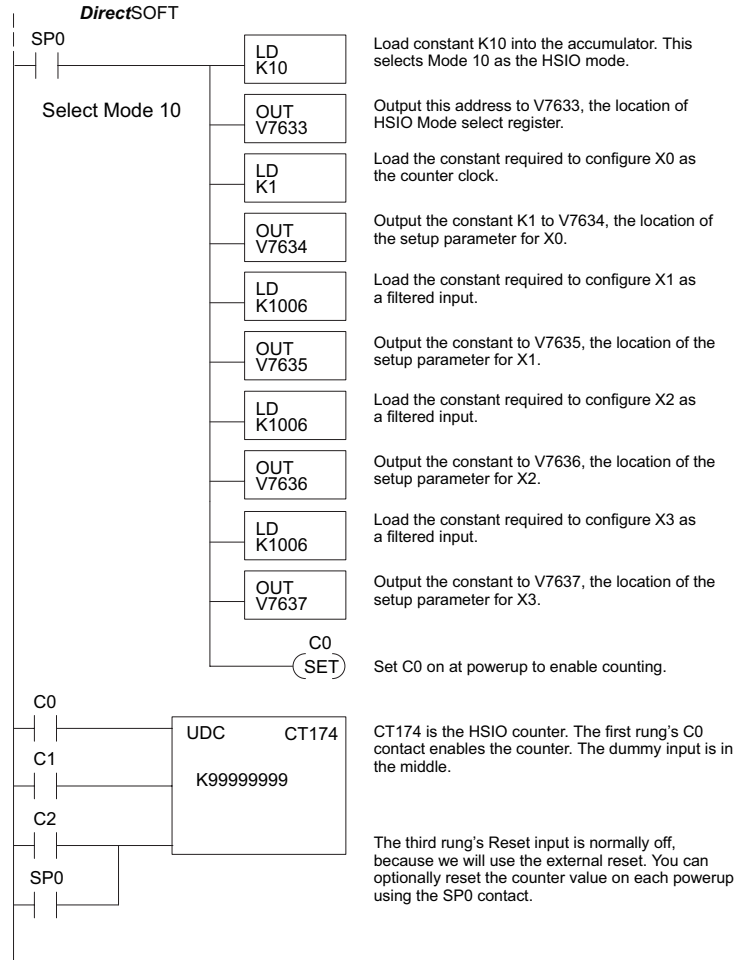 DirectSOFT
SP0
Select Mode 10
LD
K10
Load constant K10 into the accumulator. This
selects Mode 10 as the HSIO mode.
OUT
V7633
Output this address to V7633, the location of
HSIO Mode select register.
LD
K1
Load the constant required to configure X0 as
the counter clock.
OUT
V7634
Output the constant K1 to V7634, the location of
the setup parameter for X0.
LD
K1006
Load the constant required to configure X1 as
a filtered input.
OUT
V7635
Output the constant to V7635, the location of the
setup parameter for X1.
LD
K1006
Load the constant required to configure X2 as
a filtered input.
OUT
V7636
Output the constant to V7636, the location of the
setup parameter for X2.
LD
K1006
Load the constant required to configure X3 as
a filtered input.
OUT
V7637
Output the constant to V7637, the location of the
setup parameter for X3.
C0
SET
Set C0 on at powerup to enable counting.
C0
C1
C2
SP0
UDC CT174
K99999999
CT174 is the HSIO counter. The first rung's C0
contact enables the counter. The dummy input is in
the middle.
The third rung's Reset input is normally off,
because we will use the external reset. You can
optionally reset the counter value on each powerup
using the SP0 contact.